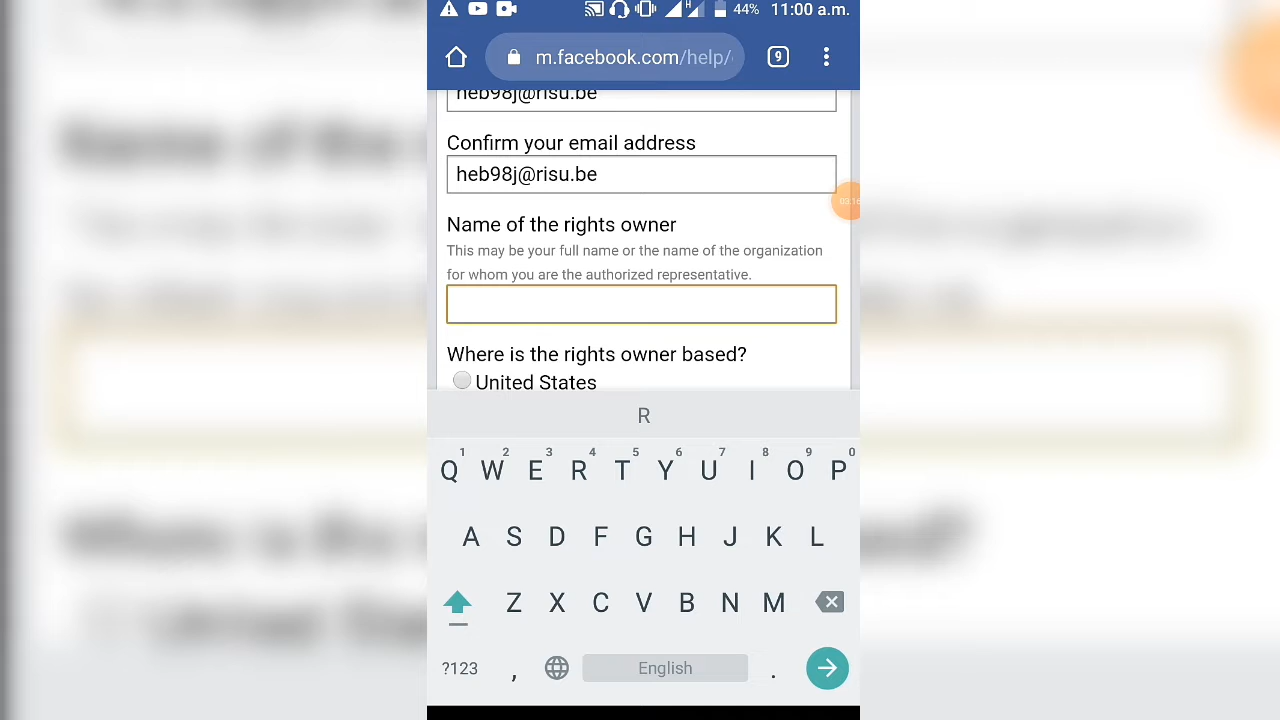 44% 11:00 a.m.
m.facebook.com/help/
9
heb98j@risu.be
Confirm your email address
heb98j@risu.be
03:16
Name of the rights owner
This may be your full name or the name of the organization
for whom you are the authorized representative.
Where is the rights owner based?
United States
R
1 2 3 4 5 6 7 8 9 0
Q W E R T Y U I O P
A S D F G H J K L
Z X C V B N M
?123 , English .